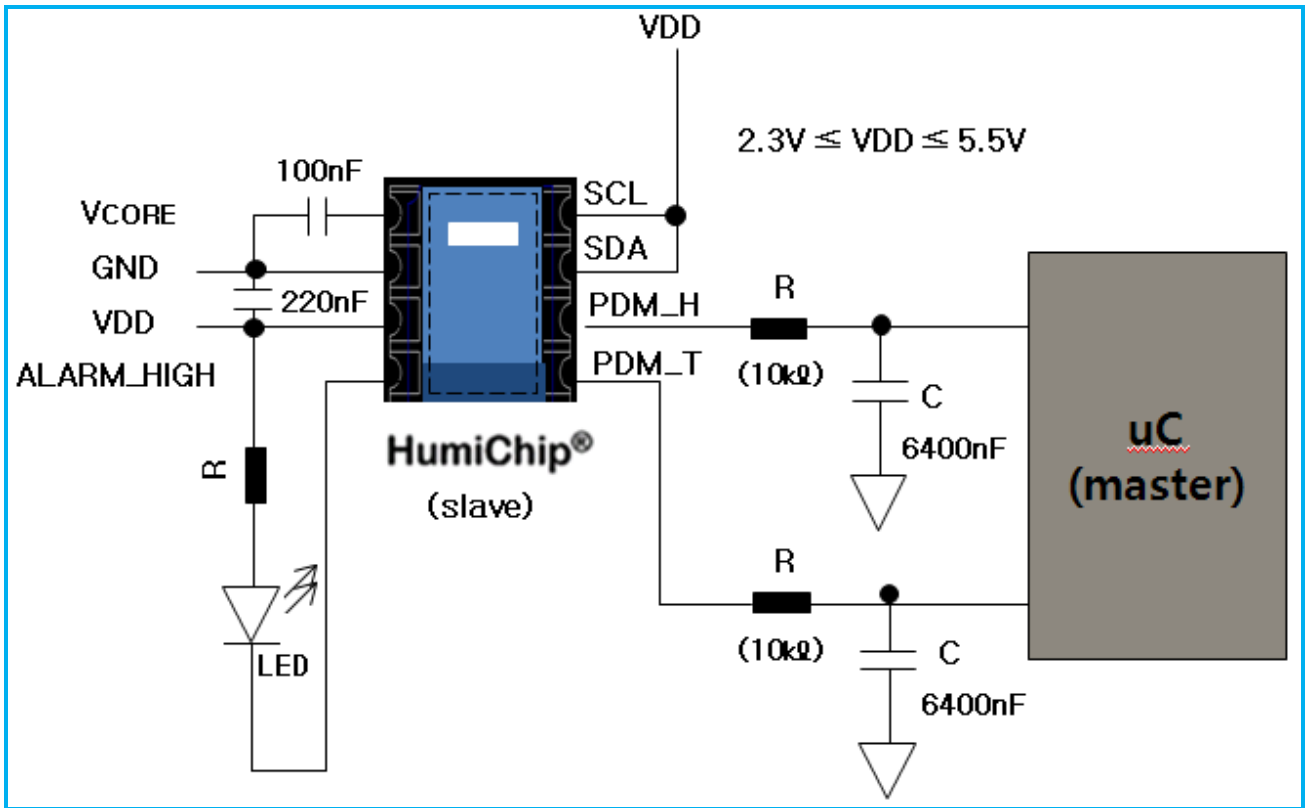 VDD
2.3V ≤ VDD ≤ 5.5V
100nF
VCORE
SCL
GND
SDA
220nF
VDD
PDM_H
R
(10kΩ)
C
6400nF
ALARM_HIGH
PDM_T
R
HumiChip®
(slave)
uC
(master)
LED
R
(10kΩ)
C
6400nF